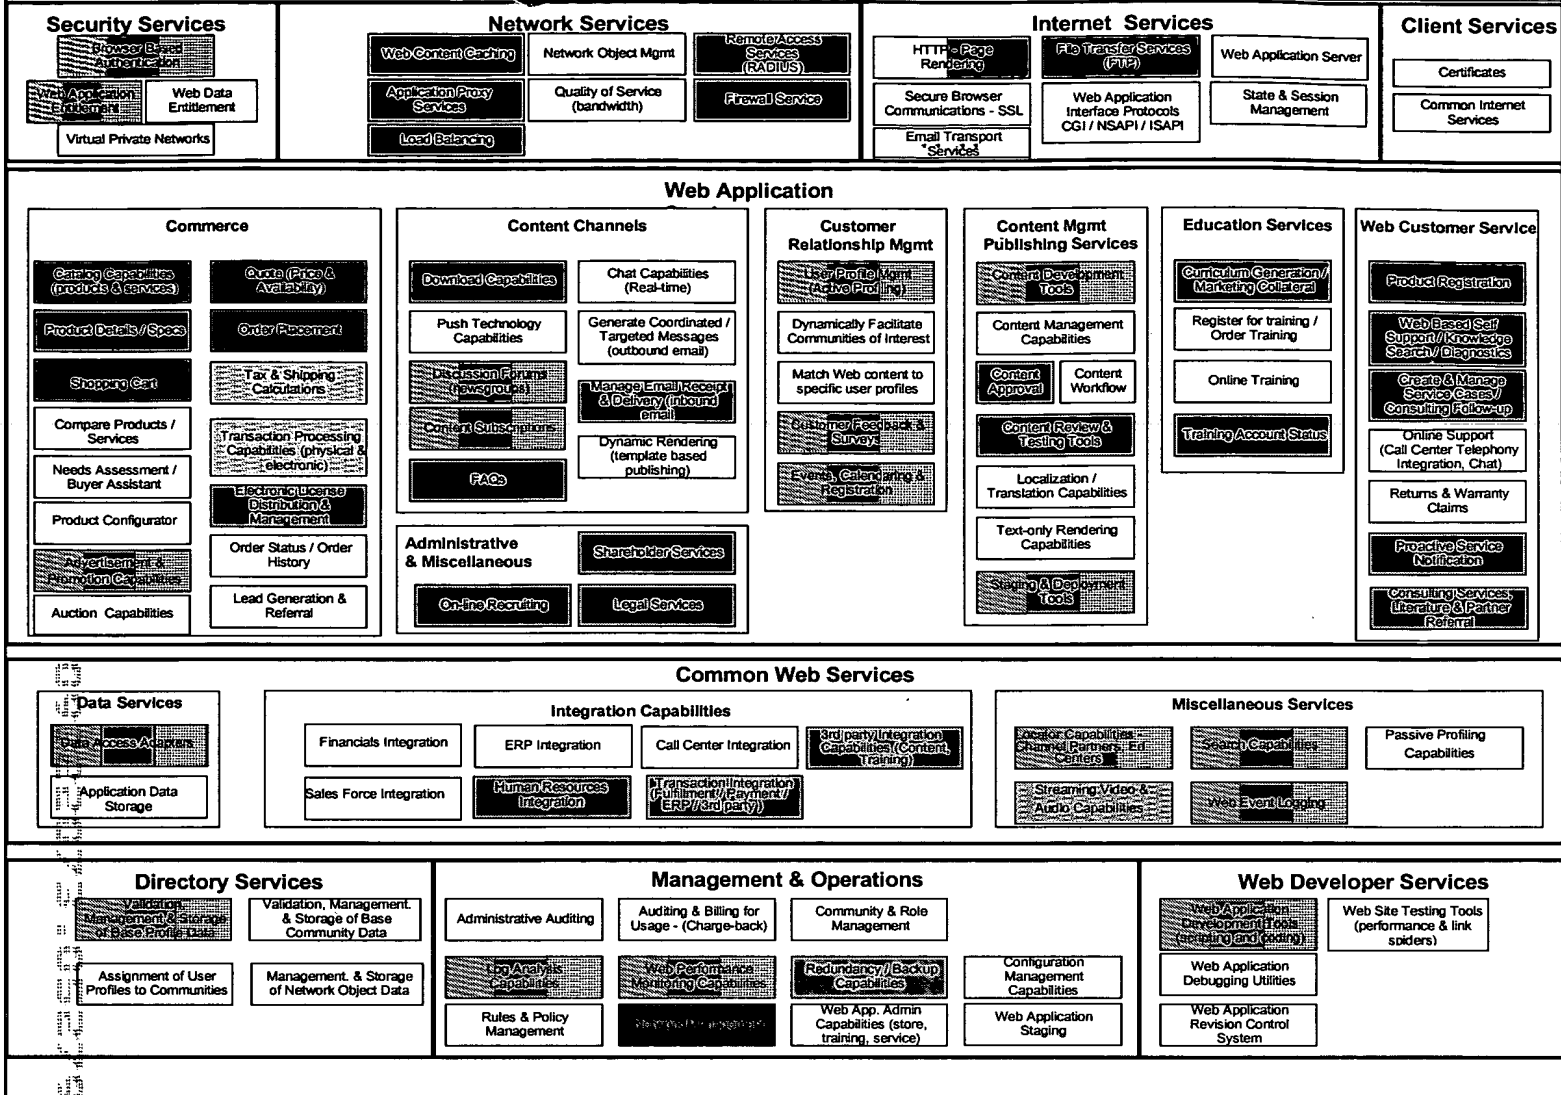 Security Services
Browser Based
Authentication
Web Application
Entitlement
Web Data
Entitlement
Virtual Private Networks
Network Services
Web Content Caching
Network Object Mgmt
Remote Access
Services
(RADIUS)
Application Proxy
Services
Quality of Service
(bandwidth)
Firewall Service
Load Balancing
Internet Services
HTTP - Page
Rendering
File Transfer Services
(FTP)
Web Application Server
Secure Browser
Communications - SSL
Web Application
Interface Protocols
CGI / NSAPI / ISAPI
State & Session
Management
Email Transport
Services
Client Services
Certificates
Common Internet
Services
Web Application
Commerce
Catalog Capabilities
(products & services)
Quote (Price &
Availability)
Product Details / Specs
Order Placement
Shopping Cart
Tax & Shipping
Calculations
Compare Products /
Services
Transaction Processing
Capabilities (physical &
electronic)
Needs Assessment /
Buyer Assistant
Electronic License
Distribution &
Management
Product Configurator
Order Status / Order
History
Advertisement &
Promotion Capabilities
Lead Generation &
Referral
Auction Capabilities
Content Channels
Download Capabilities
Chat Capabilities
(Real-time)
Push Technology
Capabilities
Generate Coordinated /
Targeted Messages
(outbound email)
Discussion Forums
(newsgroups)
Manage Email Receipt
& Delivery (inbound
email)
Content Subscriptions
Dynamic Rendering
(template based
publishing)
FAQs
Administrative
& Miscellaneous
Shareholder Services
On-line Recruiting
Legal Services
Customer
Relationship Mgmt
User Profile Mgmt
(Active Profiling)
Dynamically Facilitate
Communities of Interest
Match Web content to
specific user profiles
Customer Feedback &
Surveys
Events, Calendaring &
Registration
Content Mgmt
Publishing Services
Content Development
Tools
Content Management
Capabilities
Content
Approval
Content
Workflow
Content Review &
Testing Tools
Localization /
Translation Capabilities
Text-only Rendering
Capabilities
Staging & Deployment
Tools
Education Services
Curriculum Generation /
Marketing Collateral
Register for training /
Order Training
Online Training
Training Account Status
Web Customer Service
Product Registration
Web Based Self
Support / Knowledge
Search / Diagnostics
Create & Manage
Service Cases /
Consulting Follow-up
Online Support
(Call Center Telephony
Integration, Chat)
Returns & Warranty
Claims
Proactive Service
Notification
Consulting Services,
Literature & Partner
Referral
Common Web Services
Data Services
Data Access Adapters
Application Data
Storage
Integration Capabilities
Financials Integration
ERP Integration
Call Center Integration
3rd party Integration
Capabilities (Content,
Training)
Sales Force Integration
Human Resources
Integration
Transaction Integration
(Fulfillment / Payment /
ERP / 3rd party)
Miscellaneous Services
Locator Capabilities -
Channel Partners, Ed
Centers
Search Capabilities
Passive Profiling
Capabilities
Streaming Video &
Audio Capabilities
Web Event Logging
Directory Services
Validation,
Management & Storage
of Base Profile Data
Validation, Management.
& Storage of Base
Community Data
Assignment of User
Profiles to Communities
Management. & Storage
of Network Object Data
Management & Operations
Administrative Auditing
Auditing & Billing for
Usage - (Charge-back)
Community & Role
Management
Log Analysis
Capabilities
Web Performance
Monitoring Capabilities
Redundancy / Backup
Capabilities
Configuration
Management
Capabilities
Rules & Policy
Management
Web App. Admin
Capabilities (store,
training, service)
Web Application
Staging
Web Developer Services
Web Application
Development Tools
(scripting and coding)
Web Site Testing Tools
(performance & link
spiders)
Web Application
Debugging Utilities
Web Application
Revision Control
System